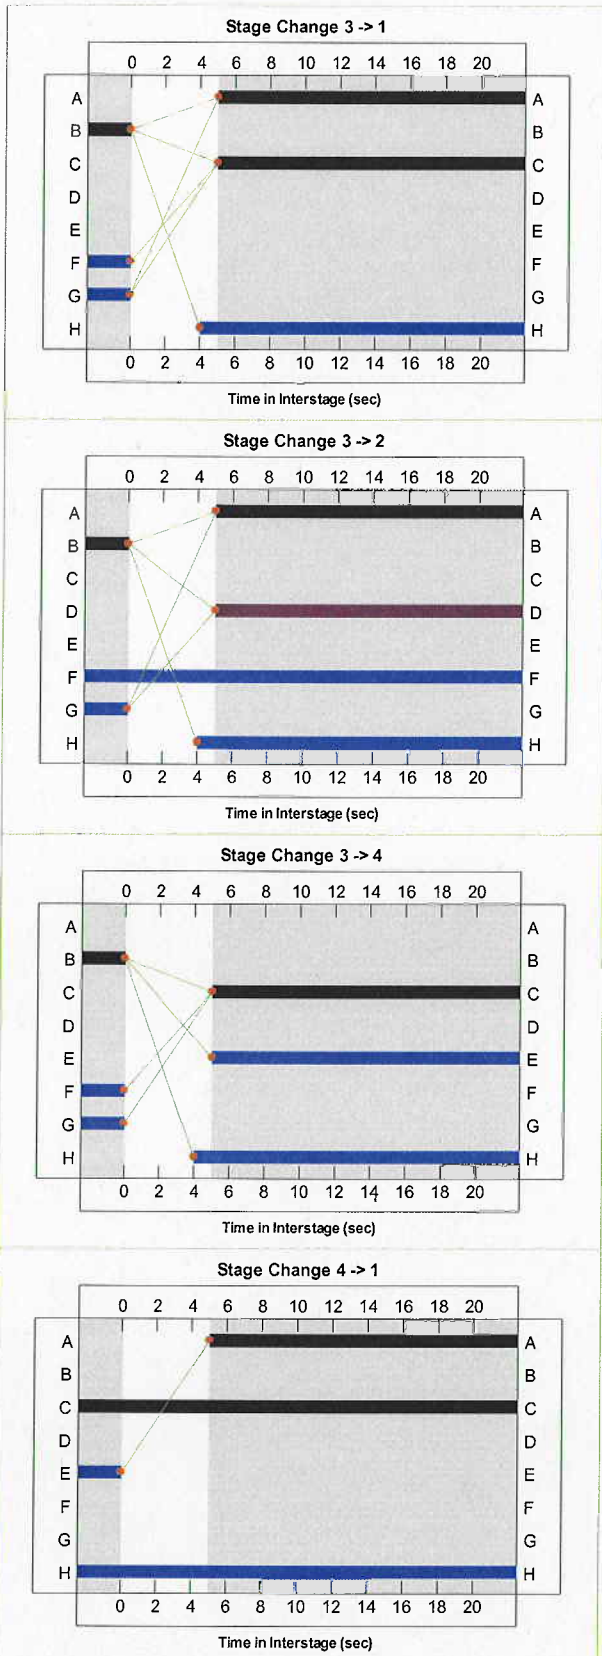 Stage Change 3 -> 1
0 2 4 6 8 10 12 14 16 18 20
A A
B B
C C
D D
E E
F F
G G
H H
0 2 4 6 8 10 12 14 16 18 20
Time in Interstage (sec)
Stage Change 3 -> 2
0 2 4 6 8 10 12 14 16 18 20
A A
B B
C C
D D
E E
F F
G G
H H
0 2 4 6 8 10 12 14 16 18 20
Time in Interstage (sec)
Stage Change 3 -> 4
0 2 4 6 8 10 12 14 16 18 20
A A
B B
C C
D D
E E
F F
G G
H H
0 2 4 6 8 10 12 14 16 18 20
Time in Interstage (sec)
Stage Change 4 -> 1
0 2 4 6 8 10 12 14 16 18 20
A A
B B
C C
D D
E E
F F
G G
H H
0 2 4 6 8 10 12 14 16 18 20
Time in Interstage (sec)